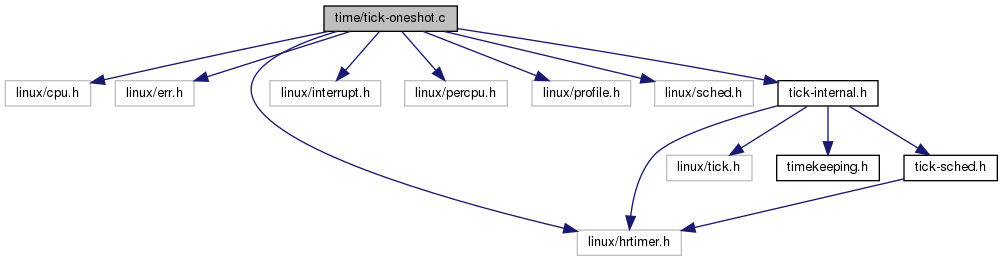 time/tick-oneshot.c
linux/cpu.h
linux/err.h
linux/interrupt.h
linux/percpu.h
linux/profile.h
linux/sched.h
tick-internal.h
linux/tick.h
timekeeping.h
tick-sched.h
linux/hrtimer.h